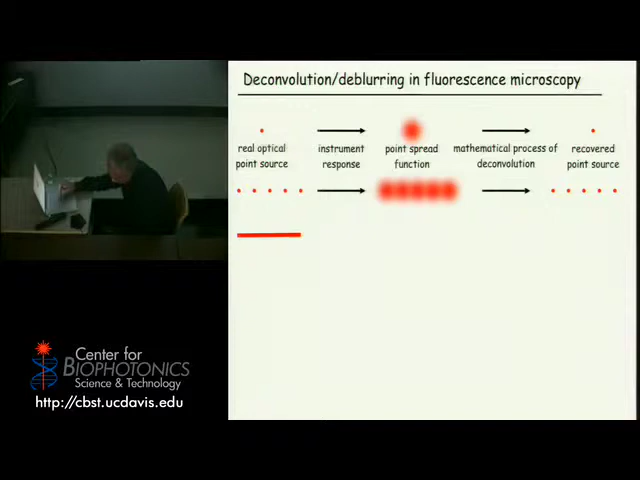 Deconvolution/deblurring in fluorescence microscopy
real optical point source
instrument response
point spread function
mathematical process of deconvolution
recovered point source
Center for
BIOPHOTONICS
Science & Technology
http://cbst.ucdavis.edu